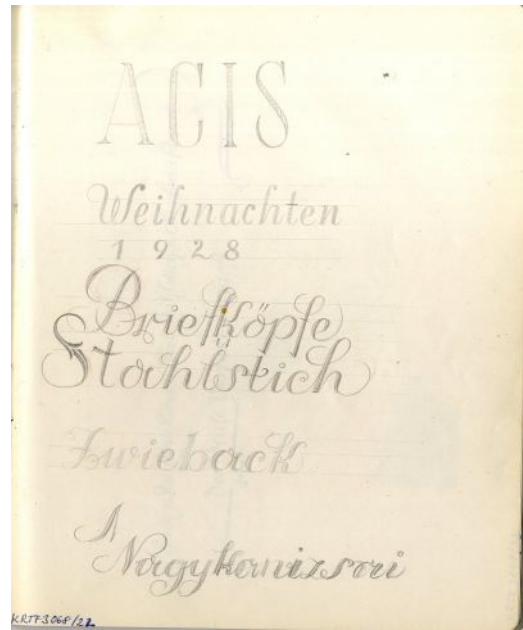 ACIS
Weihnachten
1928
Briefköpfe
ü
Stahlstich
Zwieback
A
Nagykanizsai
KRTF3068/22